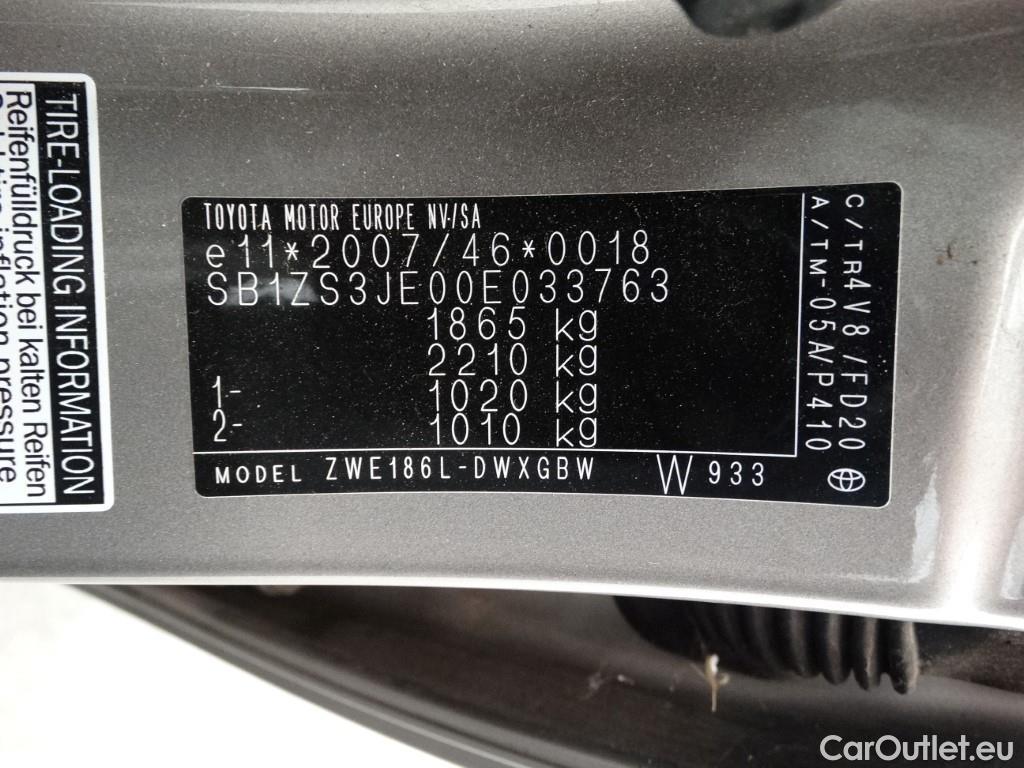 TIRE-LOADING INFORMATION
Reifenfülldruck bei kalten Reifen
tire inflation pressure
TOYOTA MOTOR EUROPE NV/SA
e11*2007/46*0018
SB1ZS3JE00E033763
1865 kg
2210 kg
1- 1020 kg
2- 1010 kg
MODEL ZWE186L-DWXGBW W 933
C/TR4V8/FD20
A/TM-05A/P410
CarOutlet.eu